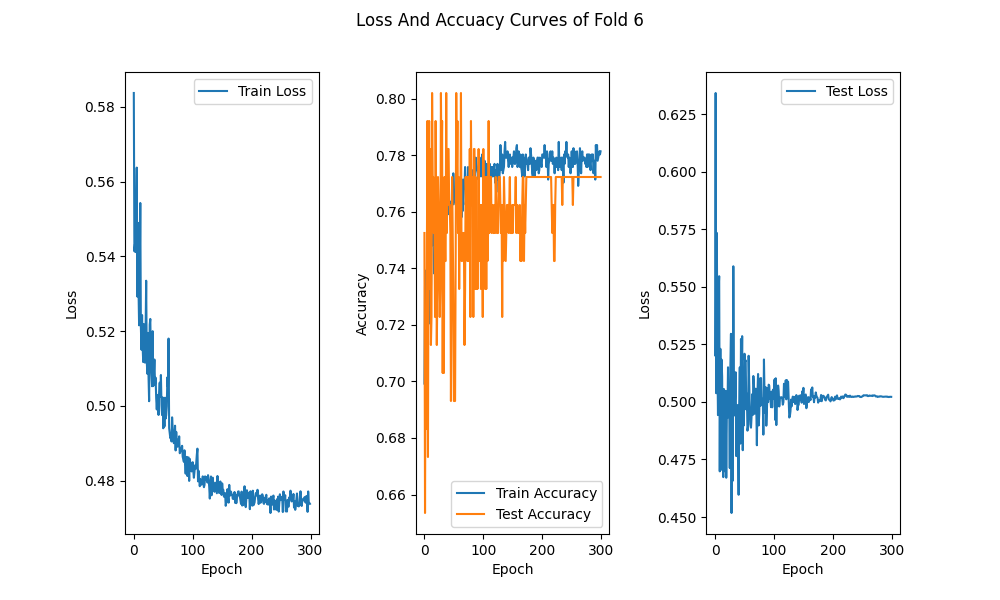 Loss And Accuacy Curves of Fold 6
Train Loss
0.58
0.56
0.54
0.52
0.50
0.48
Loss
0 100 200 300
Epoch
0.80
0.78
0.76
0.74
0.72
0.70
0.68
0.66
Accuracy
Train Accuracy
Test Accuracy
0 100 200 300
Epoch
Test Loss
0.625
0.600
0.575
0.550
0.525
0.500
0.475
0.450
Loss
0 100 200 300
Epoch